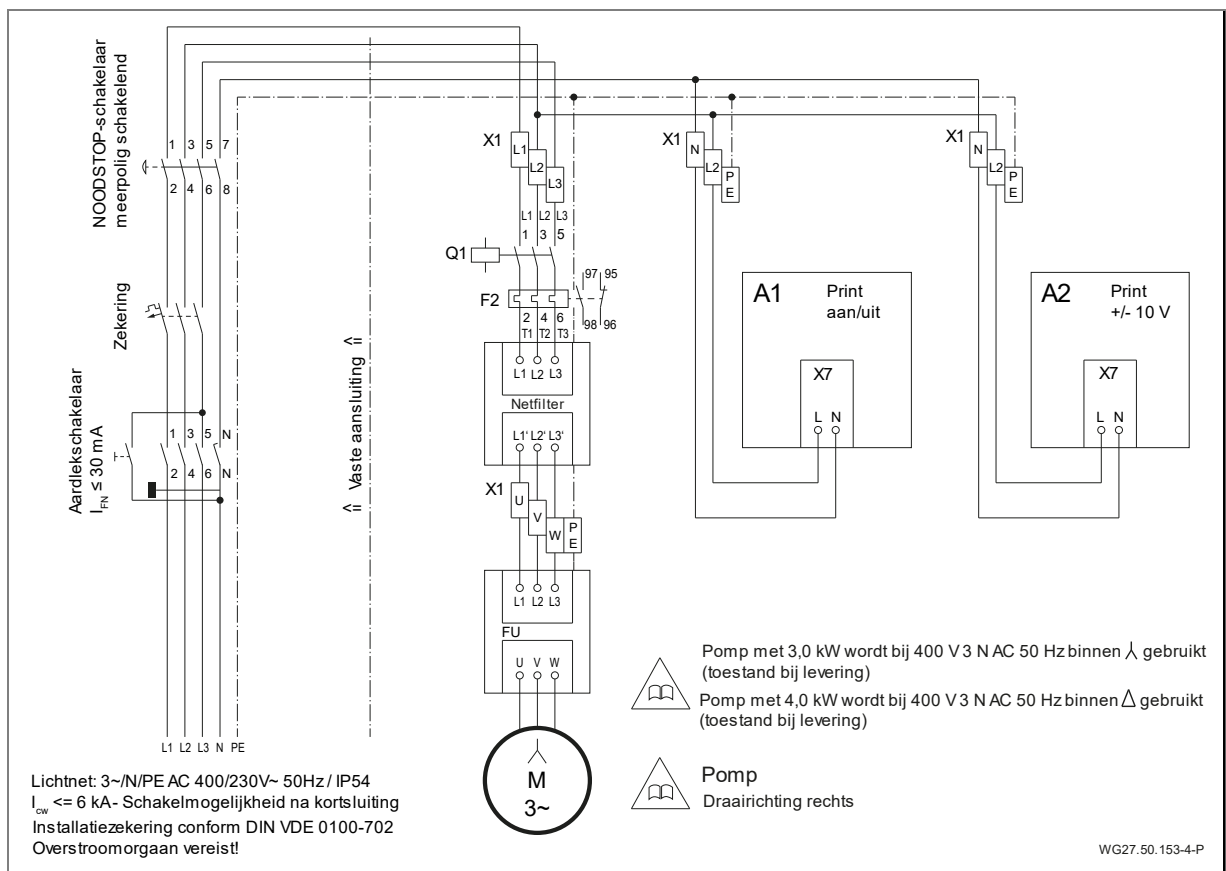 NOODSTOP-schakelaar
meerpolig schakelend
1 3 5 7
2 4 6 8
Zekering
Aardlekschakelaar
I_FN ≤ 30 mA
1 3 5 N
2 4 6 N
L1 L2 L3 N PE
<= Vaste aansluiting =>
X1
L1
L2
L3
L1 L2 L3
1 3 5
Q1
97 95
F2
98 96
2 4 6
T1 T2 T3
L1 L2 L3
Netfilter
L1' L2' L3'
X1
U
V
W
PE
L1 L2 L3
FU
U V W
M
3~
X1
N
L2
PE
A1
Print
aan/uit
X7
L N
X1
N
L2
PE
A2
Print
+/- 10 V
X7
L N
Pomp met 3,0 kW wordt bij 400 V 3 N AC 50 Hz binnen ⅄ gebruikt
(toestand bij levering)
Pomp met 4,0 kW wordt bij 400 V 3 N AC 50 Hz binnen △ gebruikt
(toestand bij levering)
Pomp
Draairichting rechts
Lichtnet: 3~/N/PE AC 400/230V~ 50Hz / IP54
I_cw <= 6 kA - Schakelmogelijkheid na kortsluiting
Installatiezekering conform DIN VDE 0100-702
Overstroomorgaan vereist!
WG27.50.153-4-P